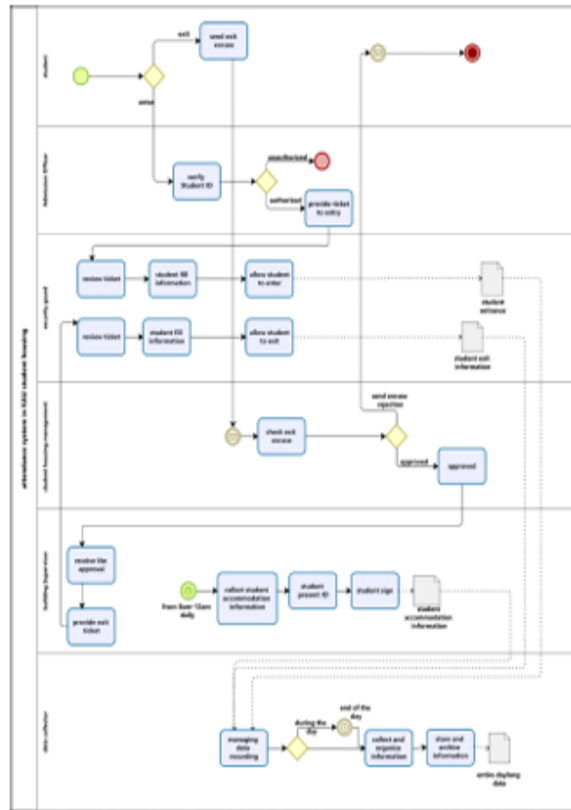 attendance system in KAU student housing
student
exit
send exit
excuse
enter
Admission Officer
verify
Student ID
unauthorized
authorized
provide ticket
to entry
security guard
review ticket
student fill
information
allow student
to enter
student
entrance
review ticket
student fill
information
allow student
to exit
student exit
information
student housing management
send excuse
rejection
check exit
excuse
approved
approved
building Supervisor
receive the
approval
provide exit
ticket
daily
collect student
accommodation
information
student
present ID
student sign
student
accommodation
information
data collector
managing
data
recording
during the
day
end of the
day
collect and
organize
information
store and
archive
information
entire daylong
data